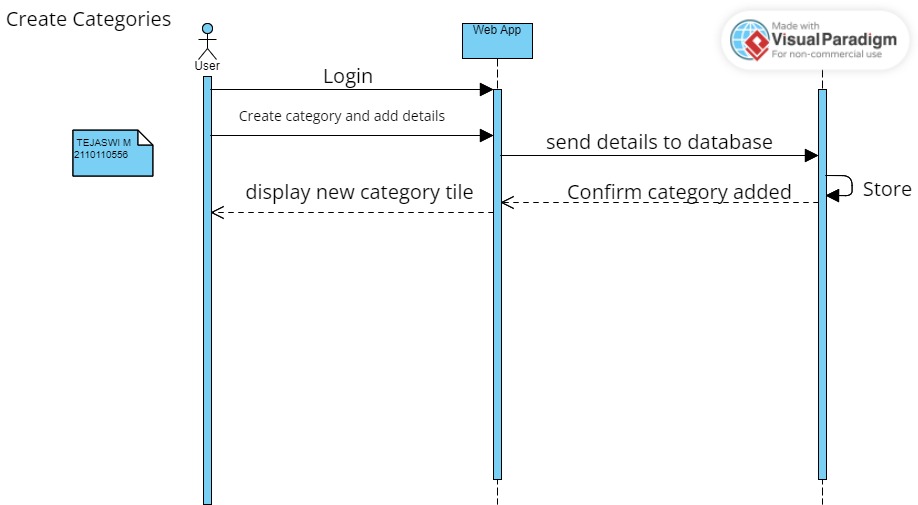 Create Categories
Made with
Visual Paradigm
For non-commercial use
Web App
User
Login
Create category and add details
TEJASWI M
2110110556
send details to database
display new category tile
Confirm category added
Store